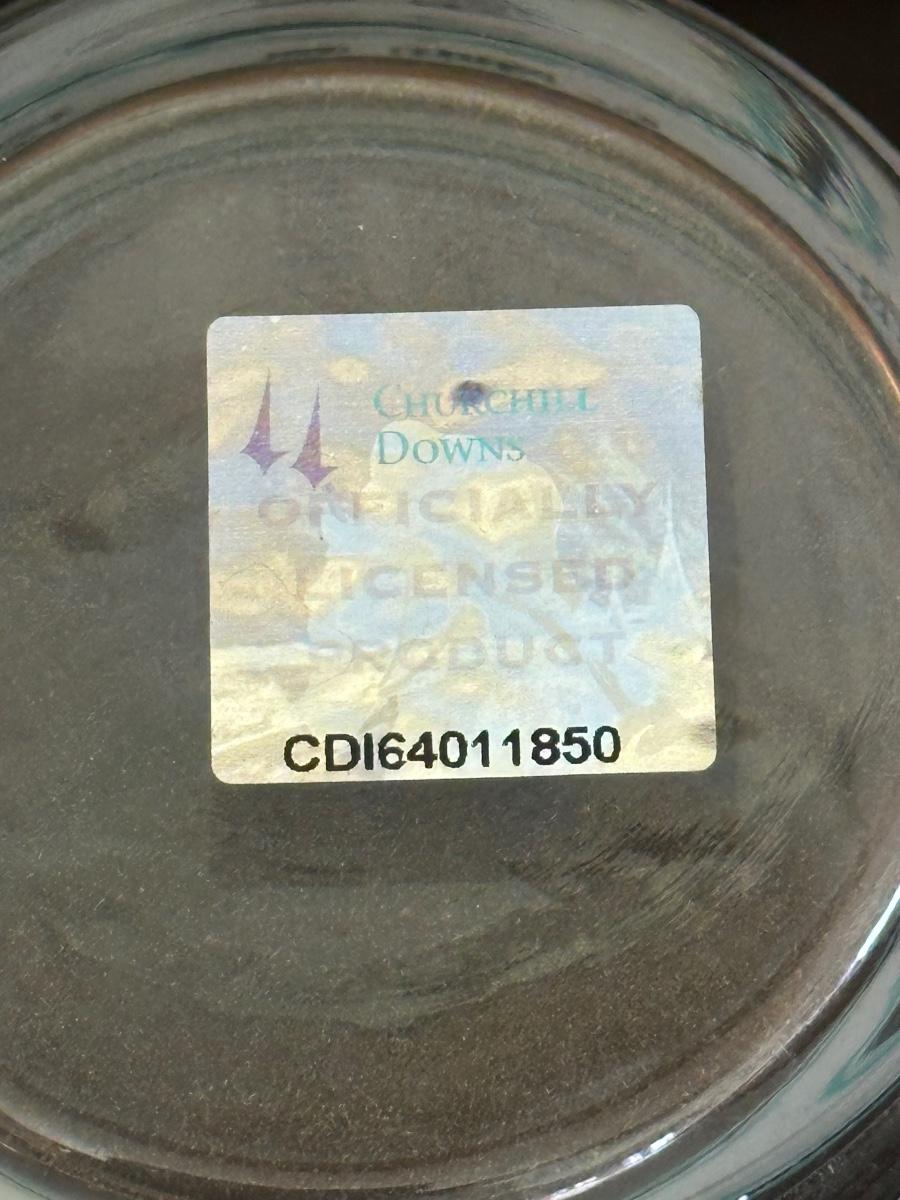 CHURCHILL
DOWNS
OFFICIALLY
LICENSED
PRODUCT
CDI64011850